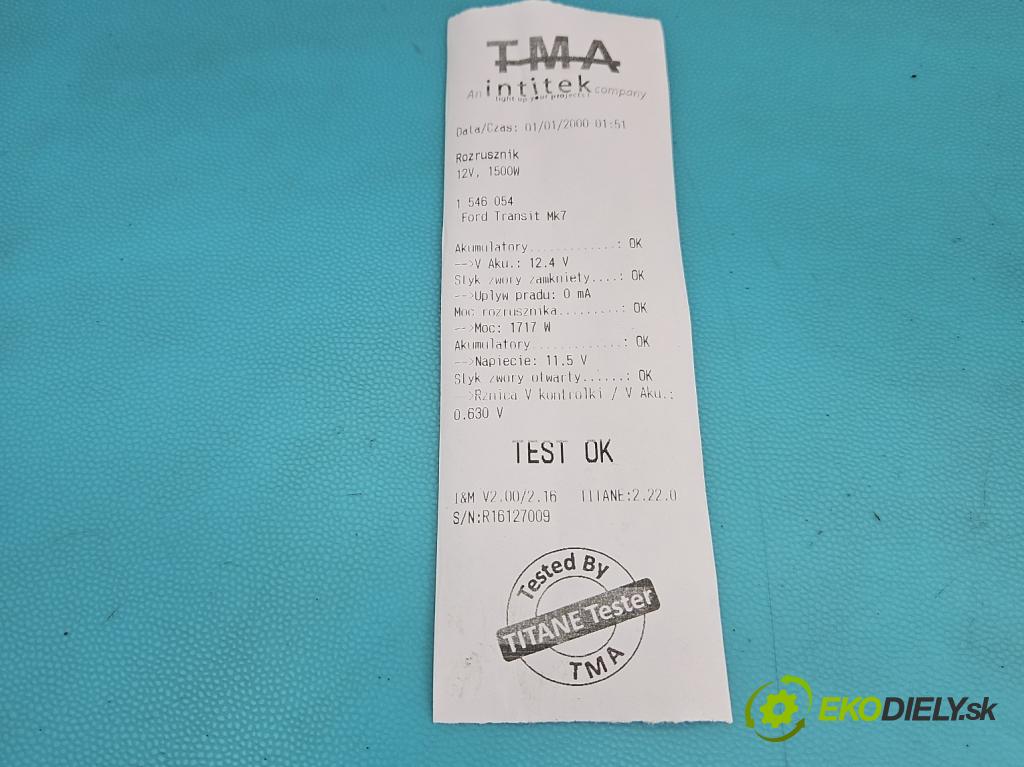 TMA
An intitek company
light up your projects!
Data/Czas: 01/01/2000 01:51
Rozrusznik
12V, 1500W
1 546 054
Ford Transit Mk7
Akumulatory............: OK
-->V Aku.: 12.4 V
Styk zwory zamkniety....: OK
-->Uplyw pradu: 0 mA
Moc rozrusznika.........: OK
-->Moc: 1717 W
Akumulatory............: OK
-->Napiecie: 11.5 V
Styk zwory otwarty......: OK
-->Rznica V kontrolki / V Aku.:
0.630 V
TEST OK
I&M V2.00/2.16 TITANE:2.22.0
S/N:R16127009
Tested By
TITANE Tester
TMA
EKODIELY.sk